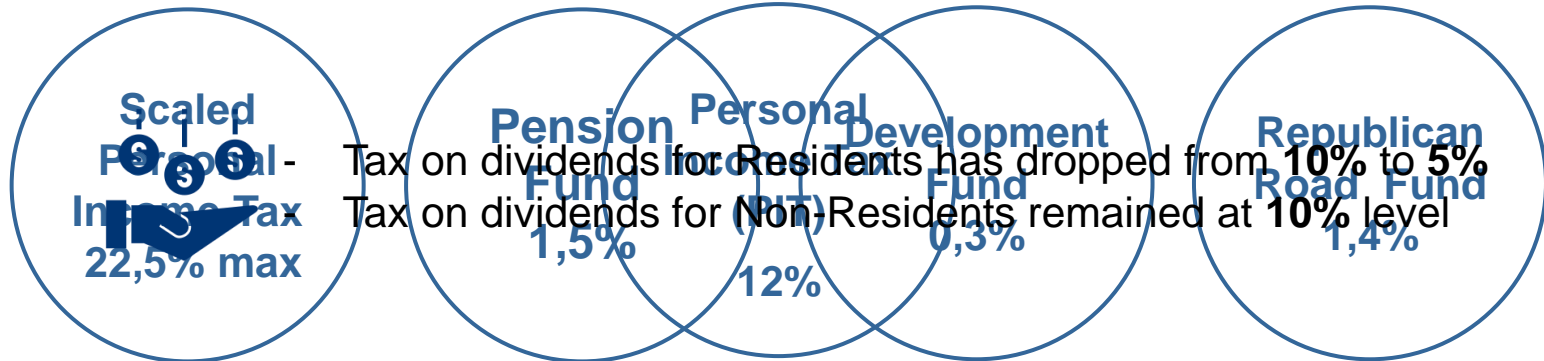 Scaled
Personal
Income Tax
22,5% max
Pension
Fund
1,5%
Personal
Income Tax
(PIT)
12%
Development
Fund
0,3%
Republican
Road Fund
1,4%
- Tax on dividends for Residents has dropped from 10% to 5%
- Tax on dividends for Non-Residents remained at 10% level